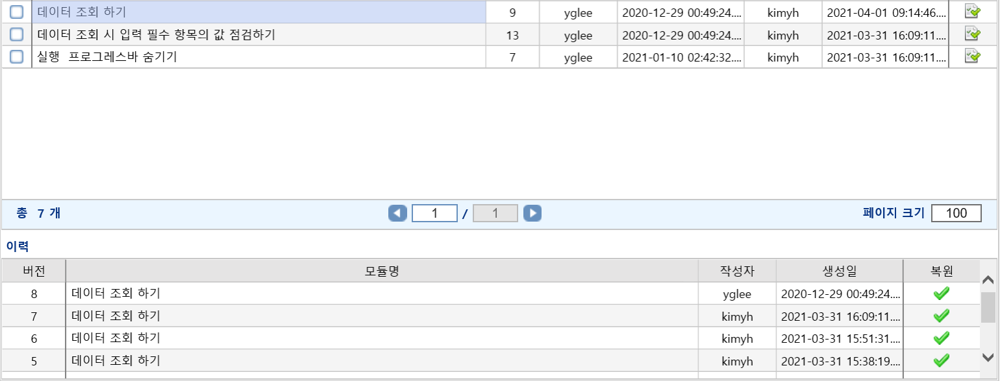 데이터 조회 하기 9 yglee 2020-12-29 00:49:24.... kimyh 2021-04-01 09:14:46....
데이터 조회 시 입력 필수 항목의 값 점검하기 13 yglee 2020-12-29 00:49:24.... kimyh 2021-03-31 16:09:11....
실행 프로그레스바 숨기기 7 yglee 2021-01-10 02:42:32.... kimyh 2021-03-31 16:09:11....
총 7 개 1 / 1 페이지 크기 100
이력
버전 모듈명 작성자 생성일 복원
8 데이터 조회 하기 yglee 2020-12-29 00:49:24....
7 데이터 조회 하기 kimyh 2021-03-31 16:09:11....
6 데이터 조회 하기 kimyh 2021-03-31 15:51:31....
5 데이터 조회 하기 kimyh 2021-03-31 15:38:19....